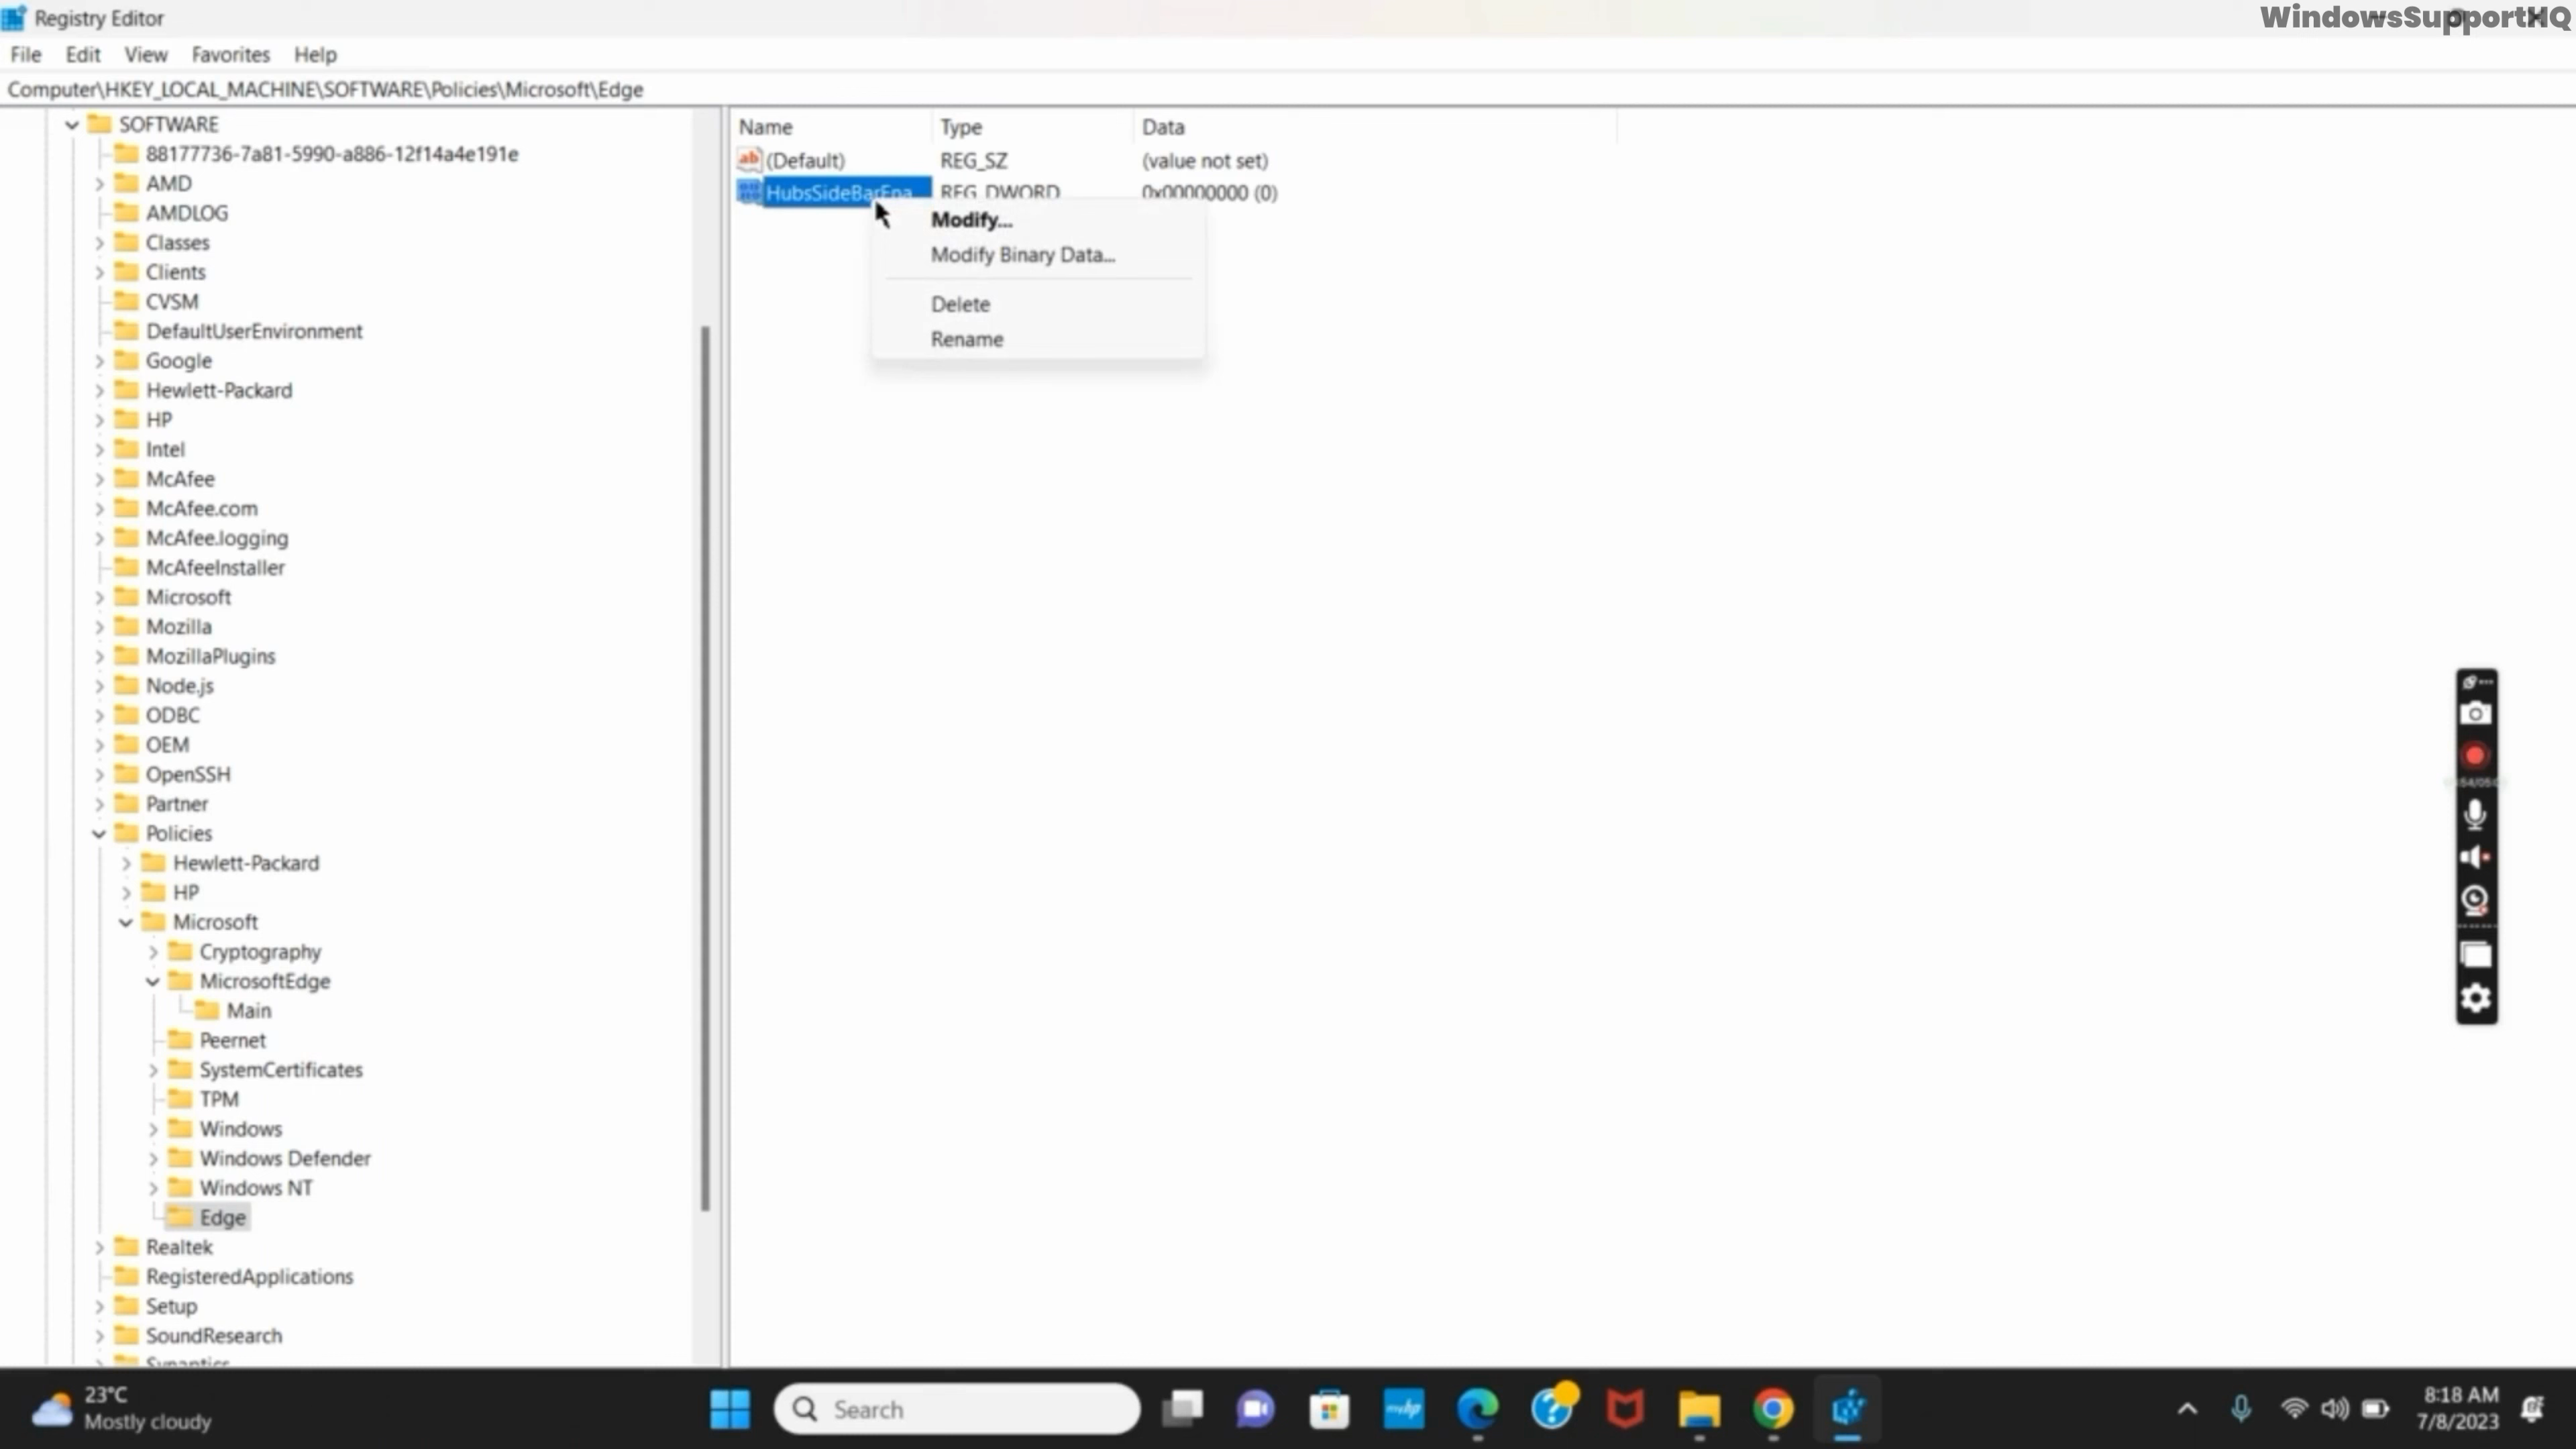 Registry Editor
WindowsSupportHQ
File Edit View Favorites Help
Computer\HKEY_LOCAL_MACHINE\SOFTWARE\Policies\Microsoft\Edge
SOFTWARE
88177736-7a81-5990-a886-12f14a4e191e
AMD
AMDLOG
Classes
Clients
CVSM
DefaultUserEnvironment
Google
Hewlett-Packard
HP
Intel
McAfee
McAfee.com
McAfee.logging
McAfeeInstaller
Microsoft
Mozilla
MozillaPlugins
Node.js
ODBC
OEM
OpenSSH
Partner
Policies
Hewlett-Packard
HP
Microsoft
Cryptography
MicrosoftEdge
Main
Peernet
SystemCertificates
TPM
Windows
Windows Defender
Windows NT
Edge
Realtek
RegisteredApplications
Setup
SoundResearch
Synaptics
Name Type Data
(Default) REG_SZ (value not set)
HubsSideBarEna... REG_DWORD 0x00000000 (0)
Modify...
Modify Binary Data...
Delete
Rename
23°C
Mostly cloudy
Search
myhp
8:18 AM
7/8/2023